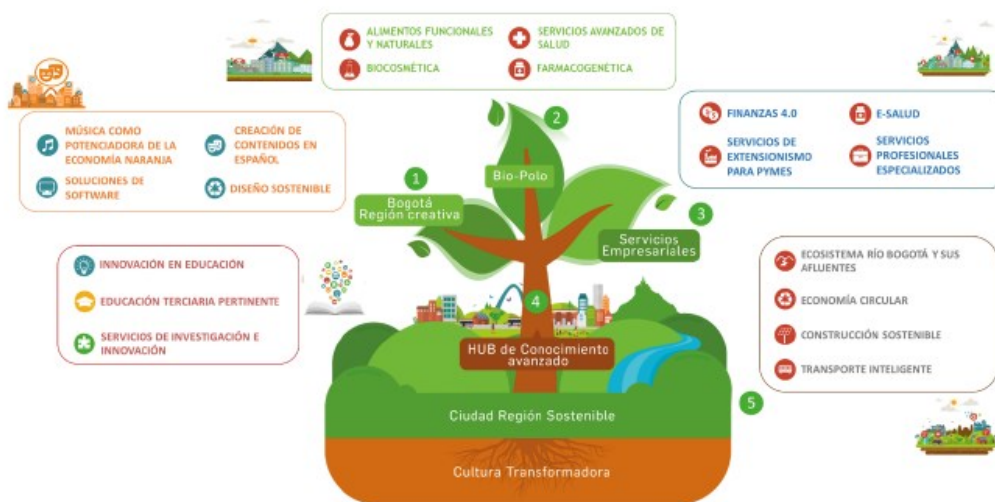 ALIMENTOS FUNCIONALES
Y NATURALES
SERVICIOS AVANZADOS DE
SALUD
BIOCOSMÉTICA
FARMACOGENÉTICA
MÚSICA COMO
POTENCIADORA DE LA
ECONOMÍA NARANJA
CREACIÓN DE
CONTENIDOS EN
ESPAÑOL
SOLUCIONES DE
SOFTWARE
DISEÑO SOSTENIBLE
FINANZAS 4.0
E-SALUD
SERVICIOS DE
EXTENSIONISMO
PARA PYMES
SERVICIOS
PROFESIONALES
ESPECIALIZADOS
2
Bio-Polo
1
Bogotá
Región creativa
3
Servicios
Empresariales
INNOVACIÓN EN EDUCACIÓN
EDUCACIÓN TERCIARIA PERTINENTE
SERVICIOS DE INVESTIGACIÓN E
INNOVACIÓN
4
HUB de Conocimiento
avanzado
ECOSISTEMA RÍO BOGOTÁ Y SUS
AFLUENTES
ECONOMÍA CIRCULAR
CONSTRUCCIÓN SOSTENIBLE
TRANSPORTE INTELIGENTE
5
Ciudad Región Sostenible
Cultura Transformadora